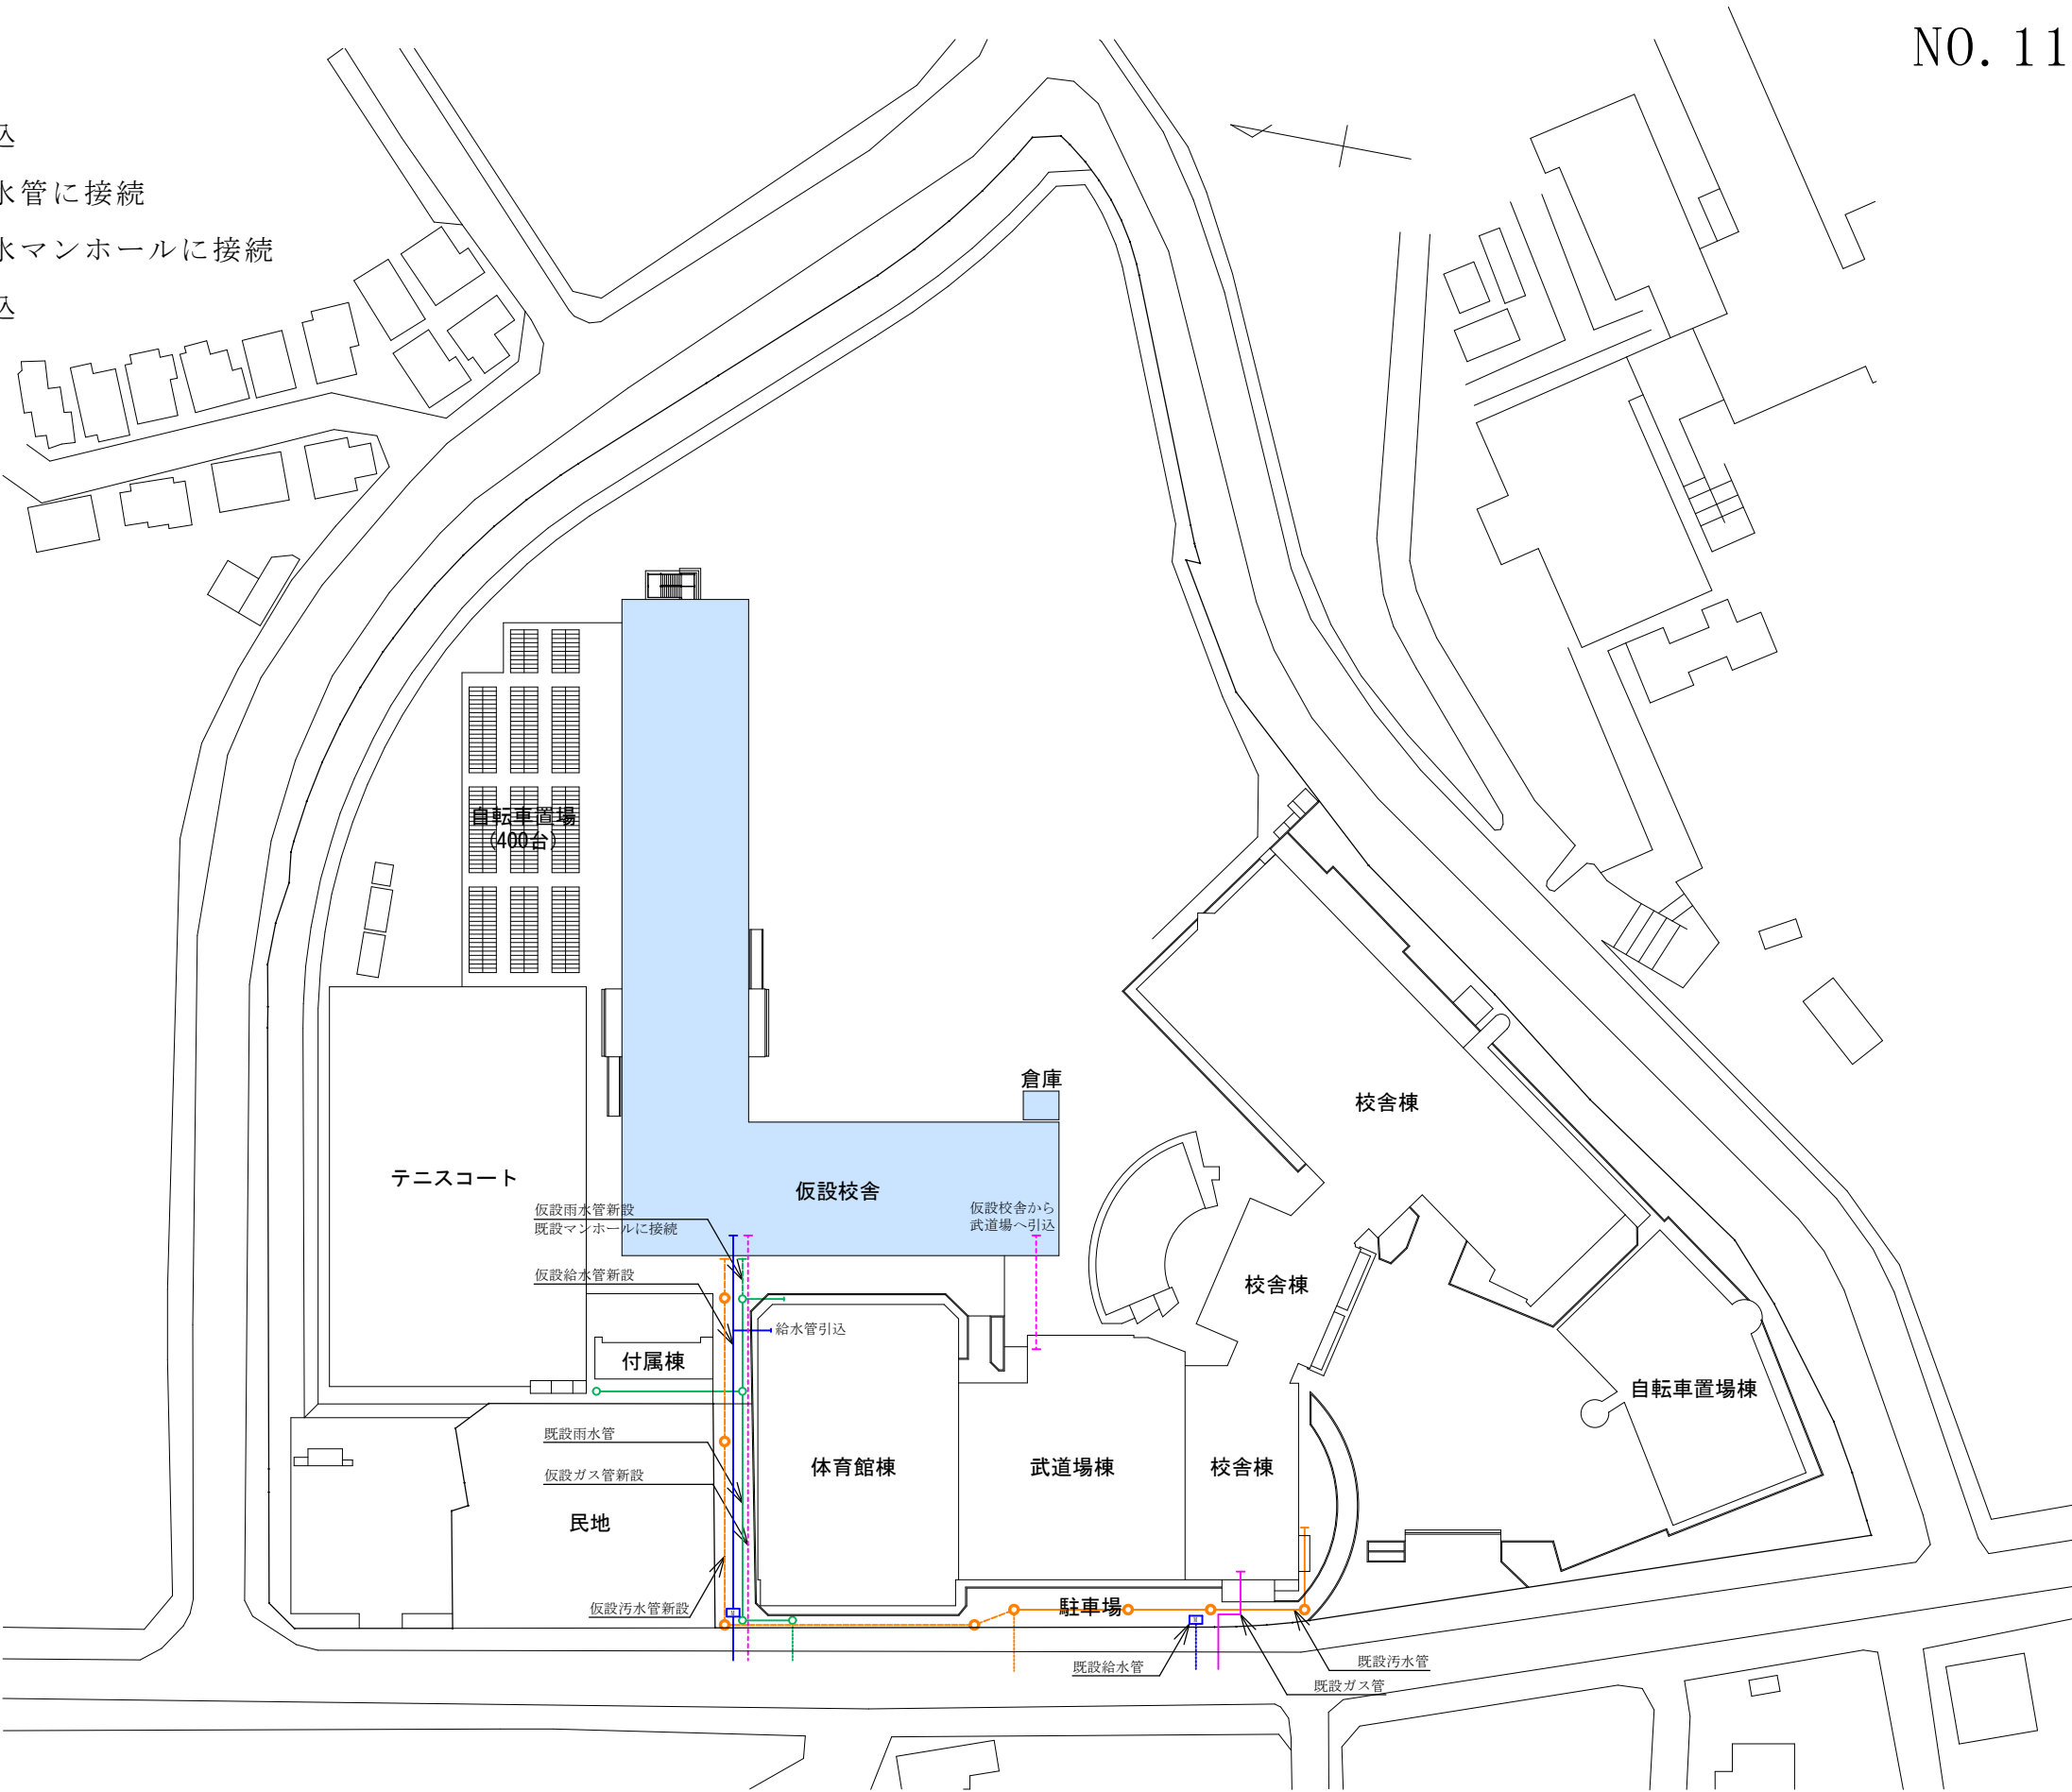 NO. 11
込
水管に接続
水マンホールに接続
込
自転車置場
(400台)
倉庫
校舎棟
テニスコート
仮設校舎
仮設雨水管新設
既設マンホールに接続
仮設校舎から
武道場へ引込
仮設給水管新設
校舎棟
給水管引込
付属棟
自転車置場棟
既設雨水管
仮設ガス管新設
体育館棟
武道場棟
校舎棟
民地
仮設汚水管新設
駐車場
既設給水管
既設汚水管
既設ガス管